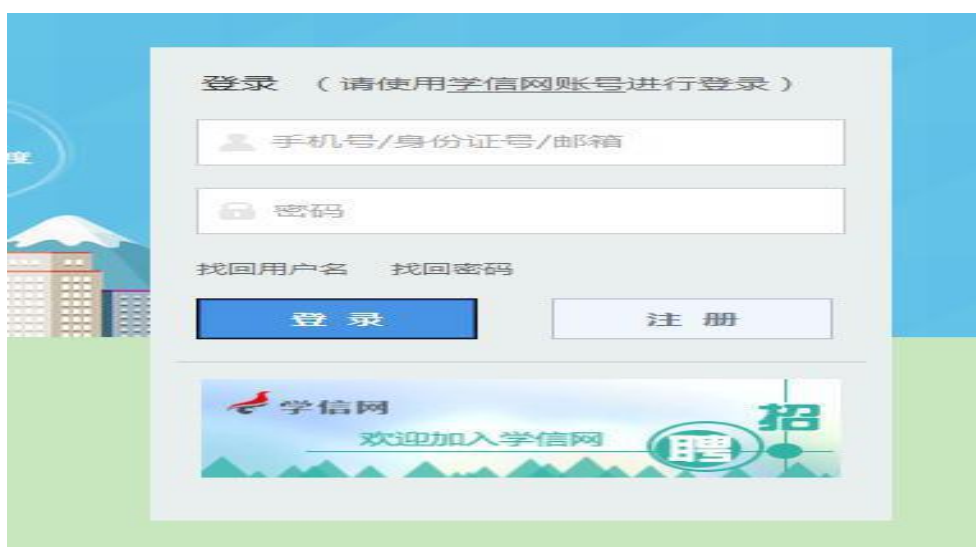 登录 （请使用学信网账号进行登录）
度
手机号/身份证号/邮箱
密码
找回用户名 找回密码
登 录 注 册
学信网
欢迎加入学信网
招
聘